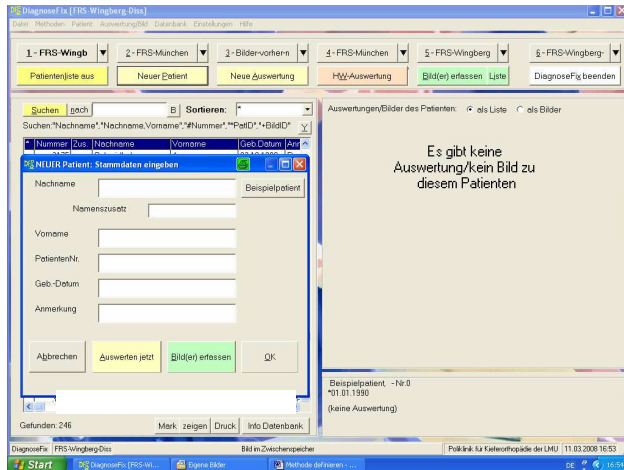 DiagnoseFix [FRS-Wingberg-Diss]
Datei Methoden Patient Auswertung/Bild Datenbank Einstellungen Hilfe
1 - FRS-Wingb
2 - FRS-München
3 - Bilder-vorher-n
4 - FRS-München
5 - FRS-Wingberg
6 - FRS-Wingberg-
Patientenliste aus
Neuer Patient
Neue Auswertung
HW-Auswertung
Bild(er) erfassen Liste
DiagnoseFix beenden
Suchen nach
B
Sortieren:
*
Suchen:"Nachname","Nachname,Vorname","#Nummer","*PatID","+BildID"
Y
* Nummer Zus. Nachname Vorname Geb.Datum
NEUER Patient: Stammdaten eingeben
Nachname
Beispielpatient
Namenszusatz
Vorname
PatientenNr.
Geb.-Datum
Anmerkung
Abbrechen
Auswerten jetzt
Bild(er) erfassen
OK
Gefunden: 246
Mark. zeigen
Druck
Info Datenbank
Auswertungen/Bilder des Patienten: als Liste als Bilder
Es gibt keine
Auswertung/kein Bild zu
diesem Patienten
Beispielpatient, - Nr.0
*01.01.1990
(keine Auswertung)
DiagnoseFix
FRS-Wingberg-Diss
Bild im Zwischenspeicher
Poliklinik für Kieferorthopädie der LMU
11.03.2008 16:53
Start
DiagnoseFix [FRS-Wi...
Eigene Bilder
Methode definieren - ...
DE
16:54